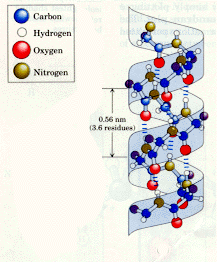 Carbon
Hydrogen
Oxygen
Nitrogen
0.56 nm
(3.6 residues)